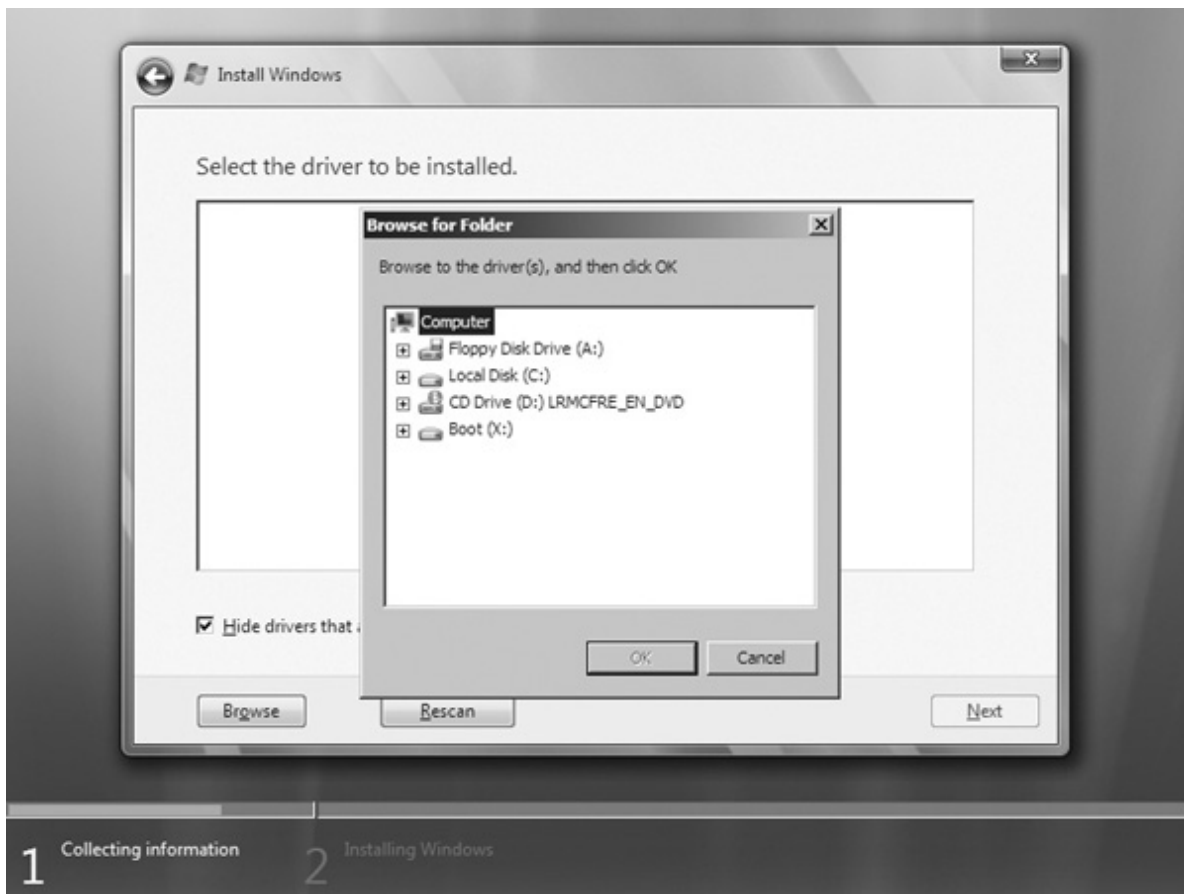 Install Windows
Select the driver to be installed.
Browse for Folder
Browse to the driver(s), and then click OK
Computer
Floppy Disk Drive (A:)
Local Disk (C:)
CD Drive (D:) LRMCFRE_EN_DVD
Boot (X:)
Hide drivers that
OK
Cancel
Browse
Rescan
Next
1 Collecting information
2 Installing Windows